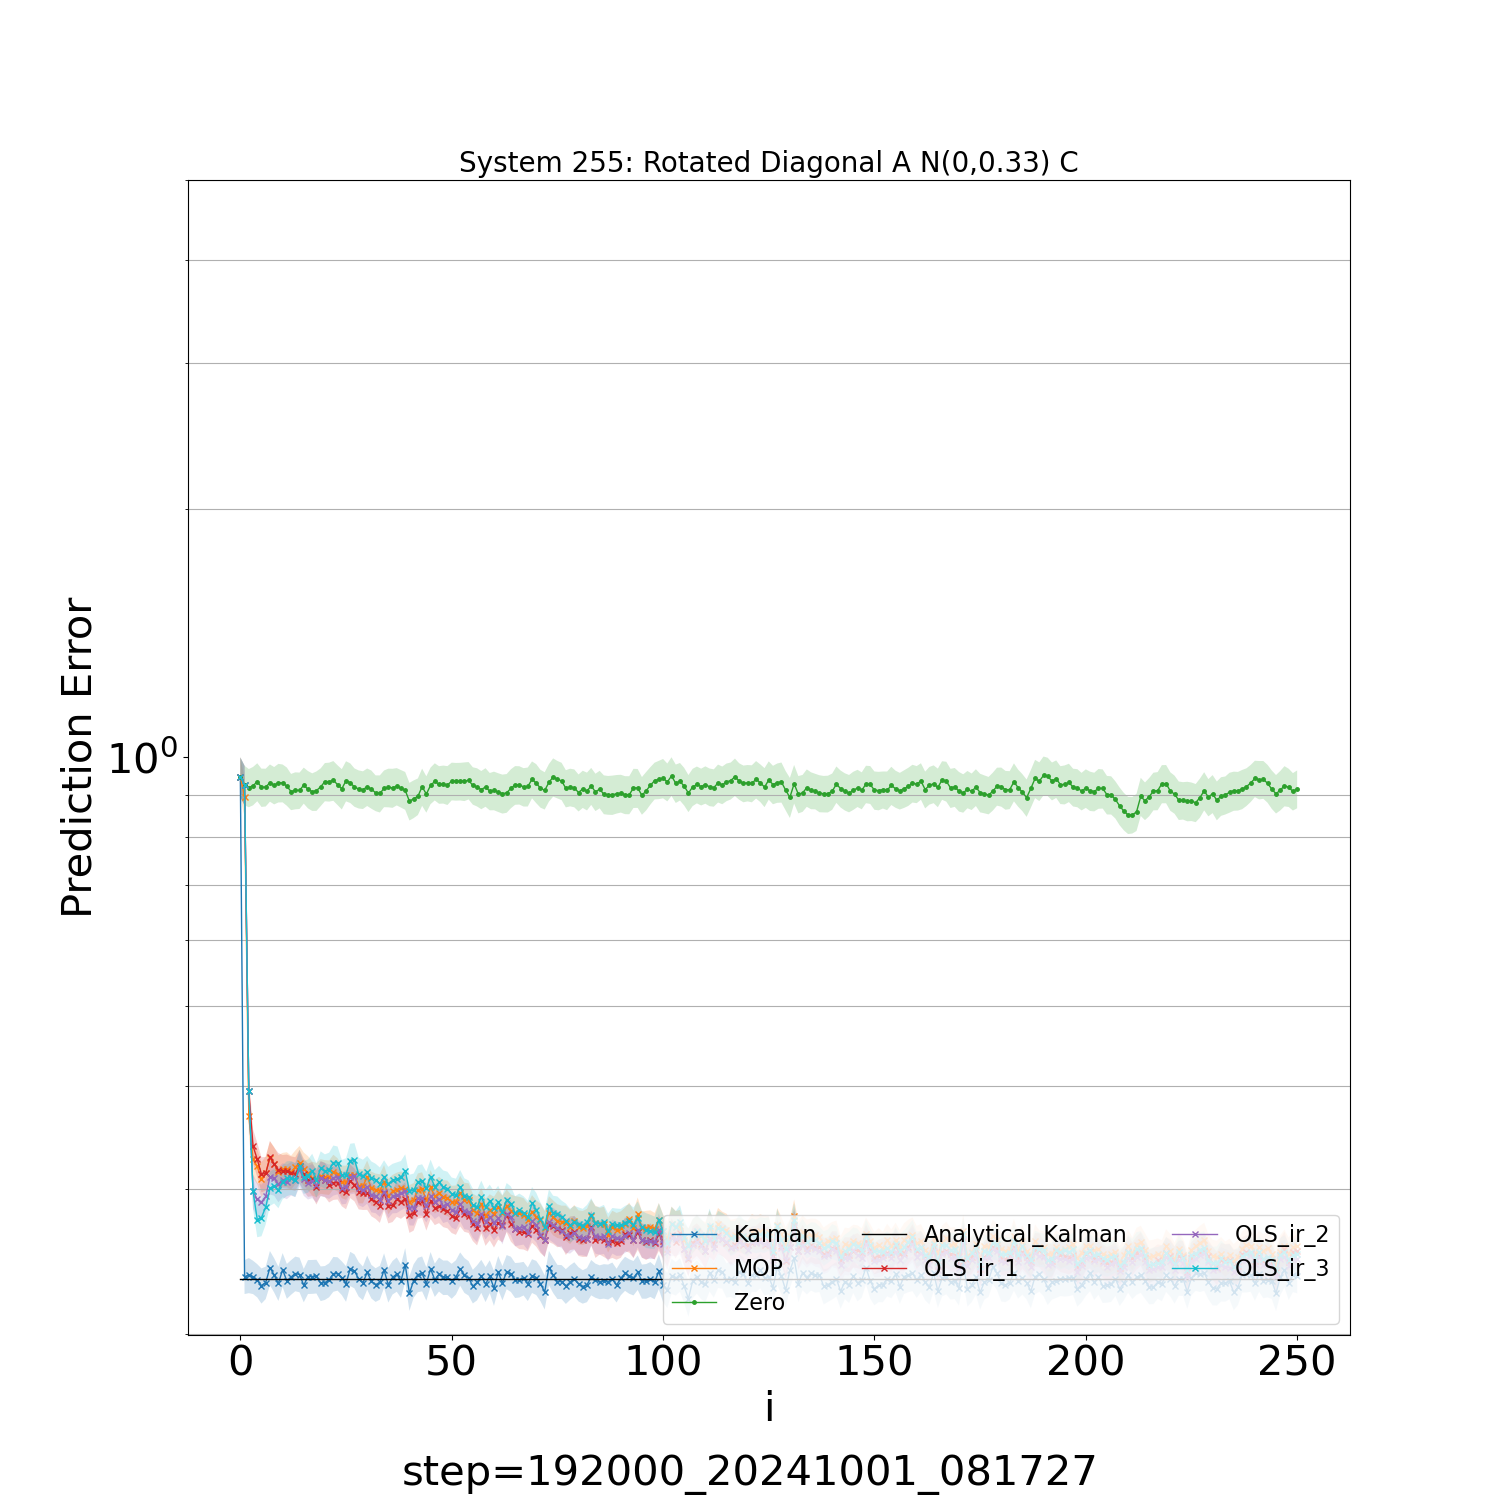 System 255: Rotated Diagonal A N(0,0.33) C
Prediction Error
10⁰
Kalman
MOP
Zero
Analytical_Kalman
OLS_ir_1
OLS_ir_2
OLS_ir_3
0 50 100 150 200 250
i
step=192000_20241001_081727